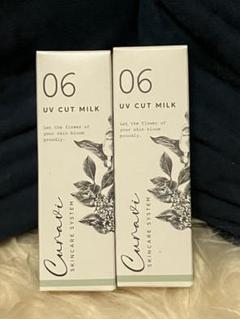 06
UV CUT MILK
Let the flower of
your skin bloom
proudly.
Curavi
SKINCARE SYSTEM
06
UV CUT MILK
Let the flower of
your skin bloom
proudly.
Curavi
SKINCARE SYSTEM